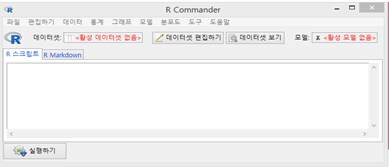 R Commander
파일 편집하기 데이터 통계 그래프 모델 분포도 도구 도움말
데이터셋: <활성 데이터셋 없음> 데이터셋 편집하기 데이터셋 보기 모델: Σ <활성 모델 없음>
R 스크립트 R Markdown
실행하기